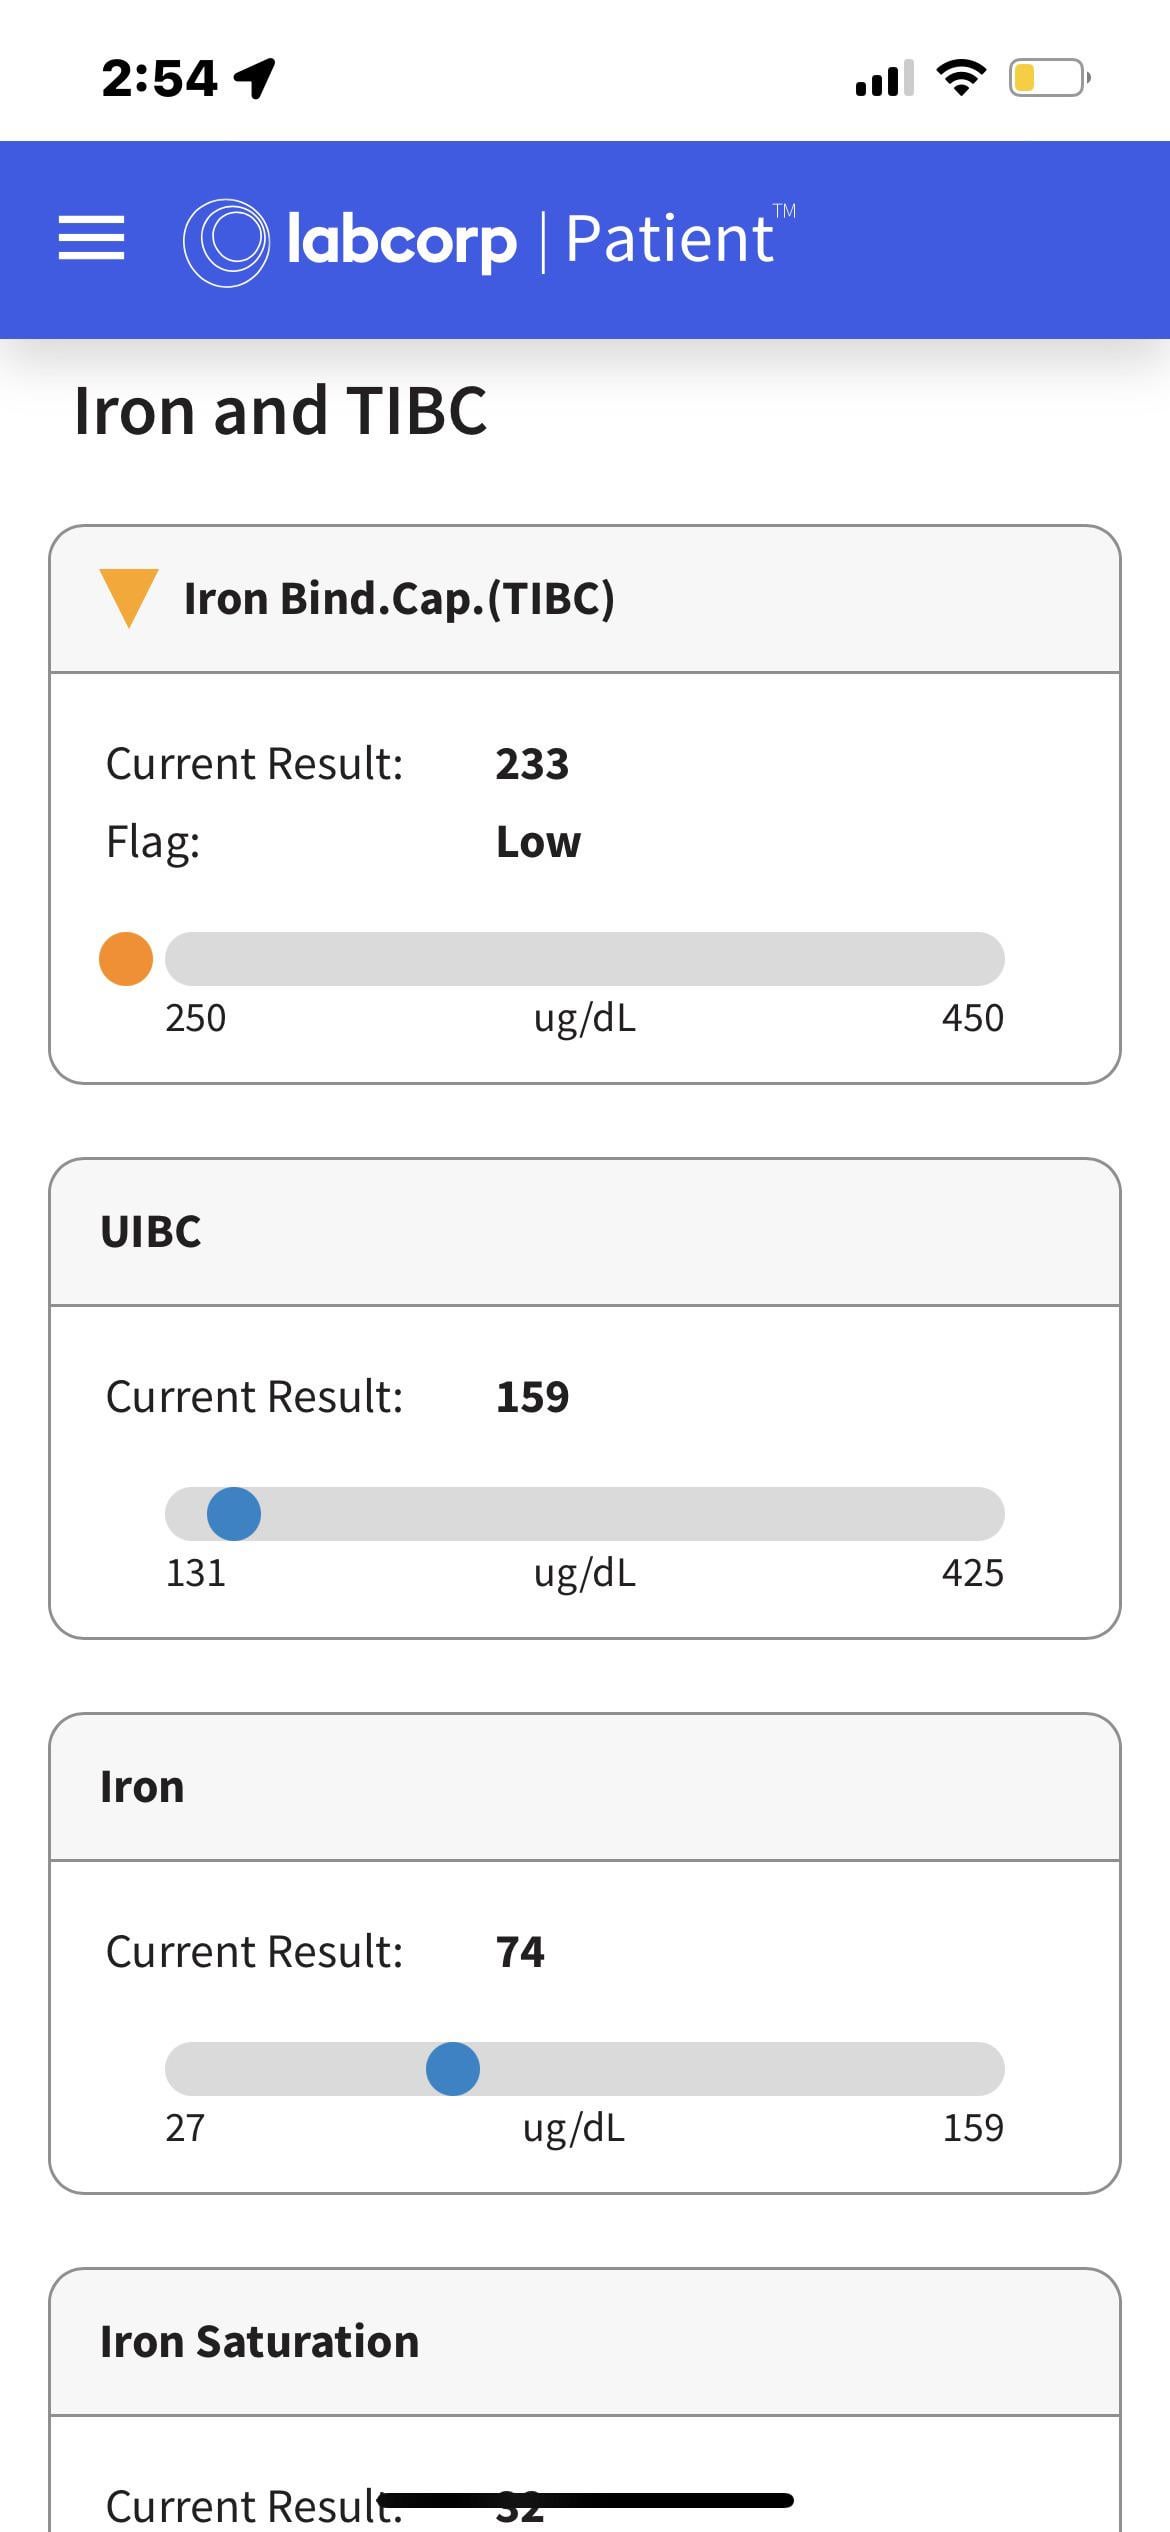 2:54
labcorp | Patient™
Iron and TIBC
Iron Bind.Cap.(TIBC)
Current Result: 233
Flag: Low
250 ug/dL 450
UIBC
Current Result: 159
131 ug/dL 425
Iron
Current Result: 74
27 ug/dL 159
Iron Saturation
Current Result: 32